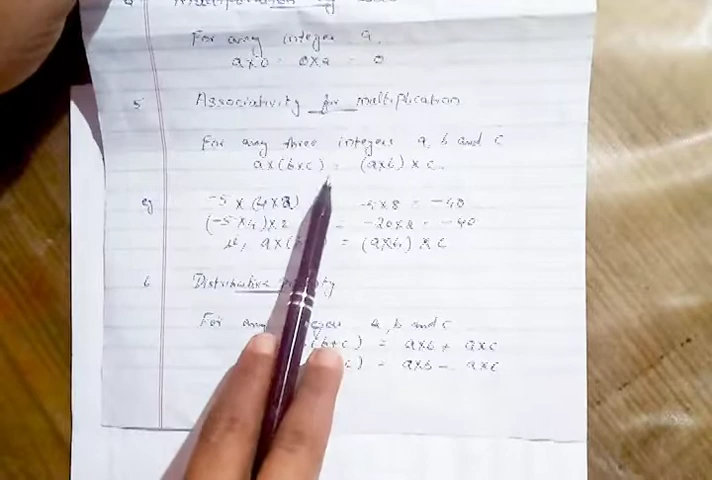 For any integer a,
a×0 = 0×a = 0
5 Associativity for multiplication
For any three integers a, b and c
a×(b×c) = (a×b)×c.
eg -5×(4×2) -5×8 = -40
(-5×4)×2 = -20×2 = -40
ie, a×( ) = (a×b)×c
6 Distributive
For any a, b and c
(b+c) = a×b + a×c
c) = a×b - a×c